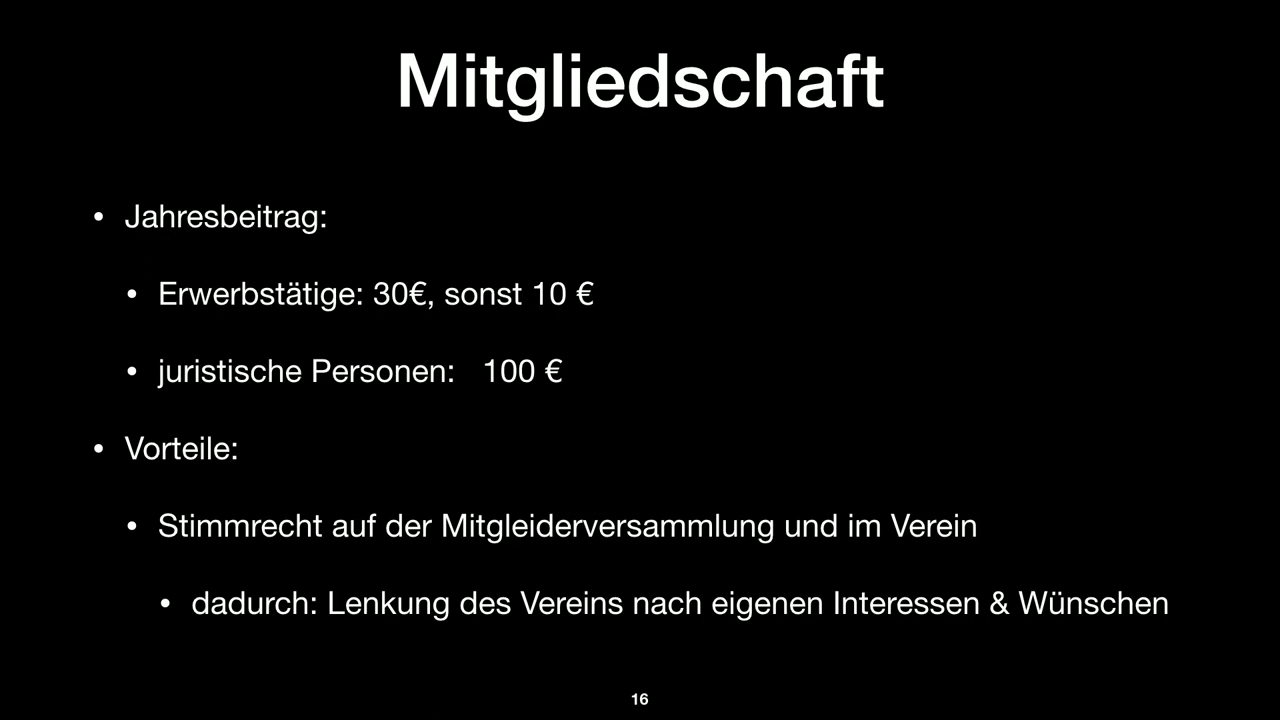 Mitgliedschaft
• Jahresbeitrag:
• Erwerbstätige: 30€, sonst 10 €
• juristische Personen: 100 €
• Vorteile:
• Stimmrecht auf der Mitgleiderversammlung und im Verein
• dadurch: Lenkung des Vereins nach eigenen Interessen & Wünschen
16